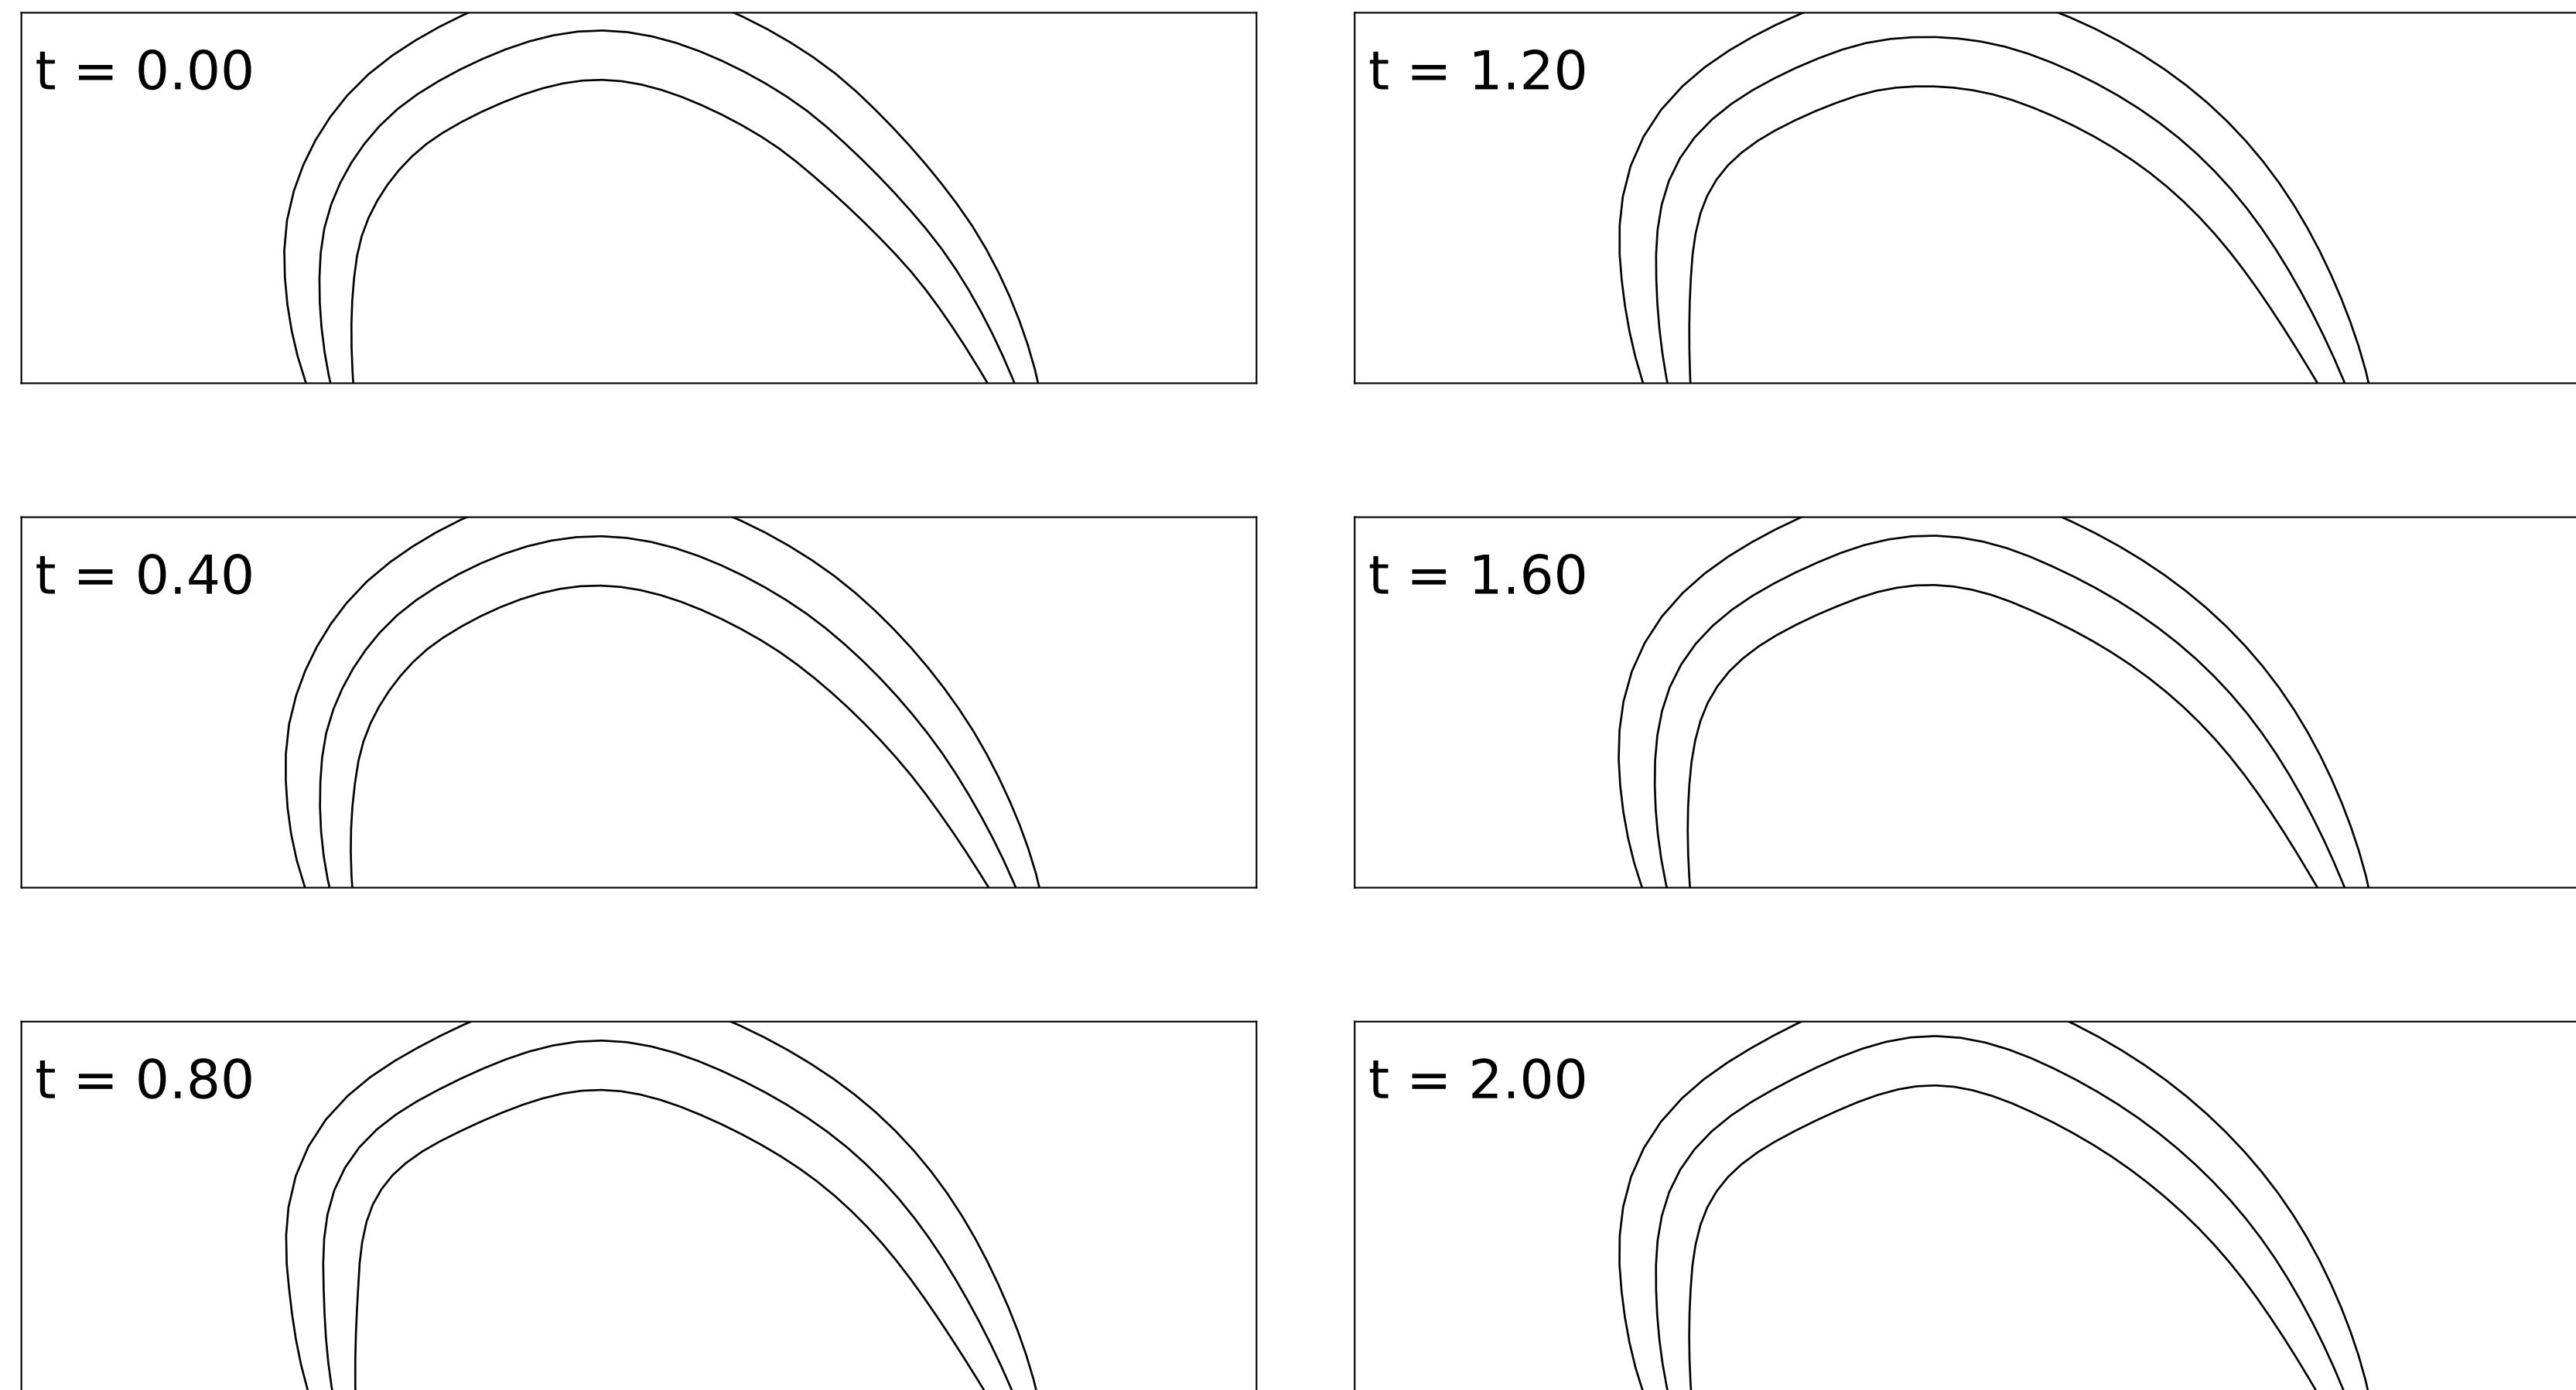 t = 0.00
t = 1.20
t = 0.40
t = 1.60
t = 0.80
t = 2.00